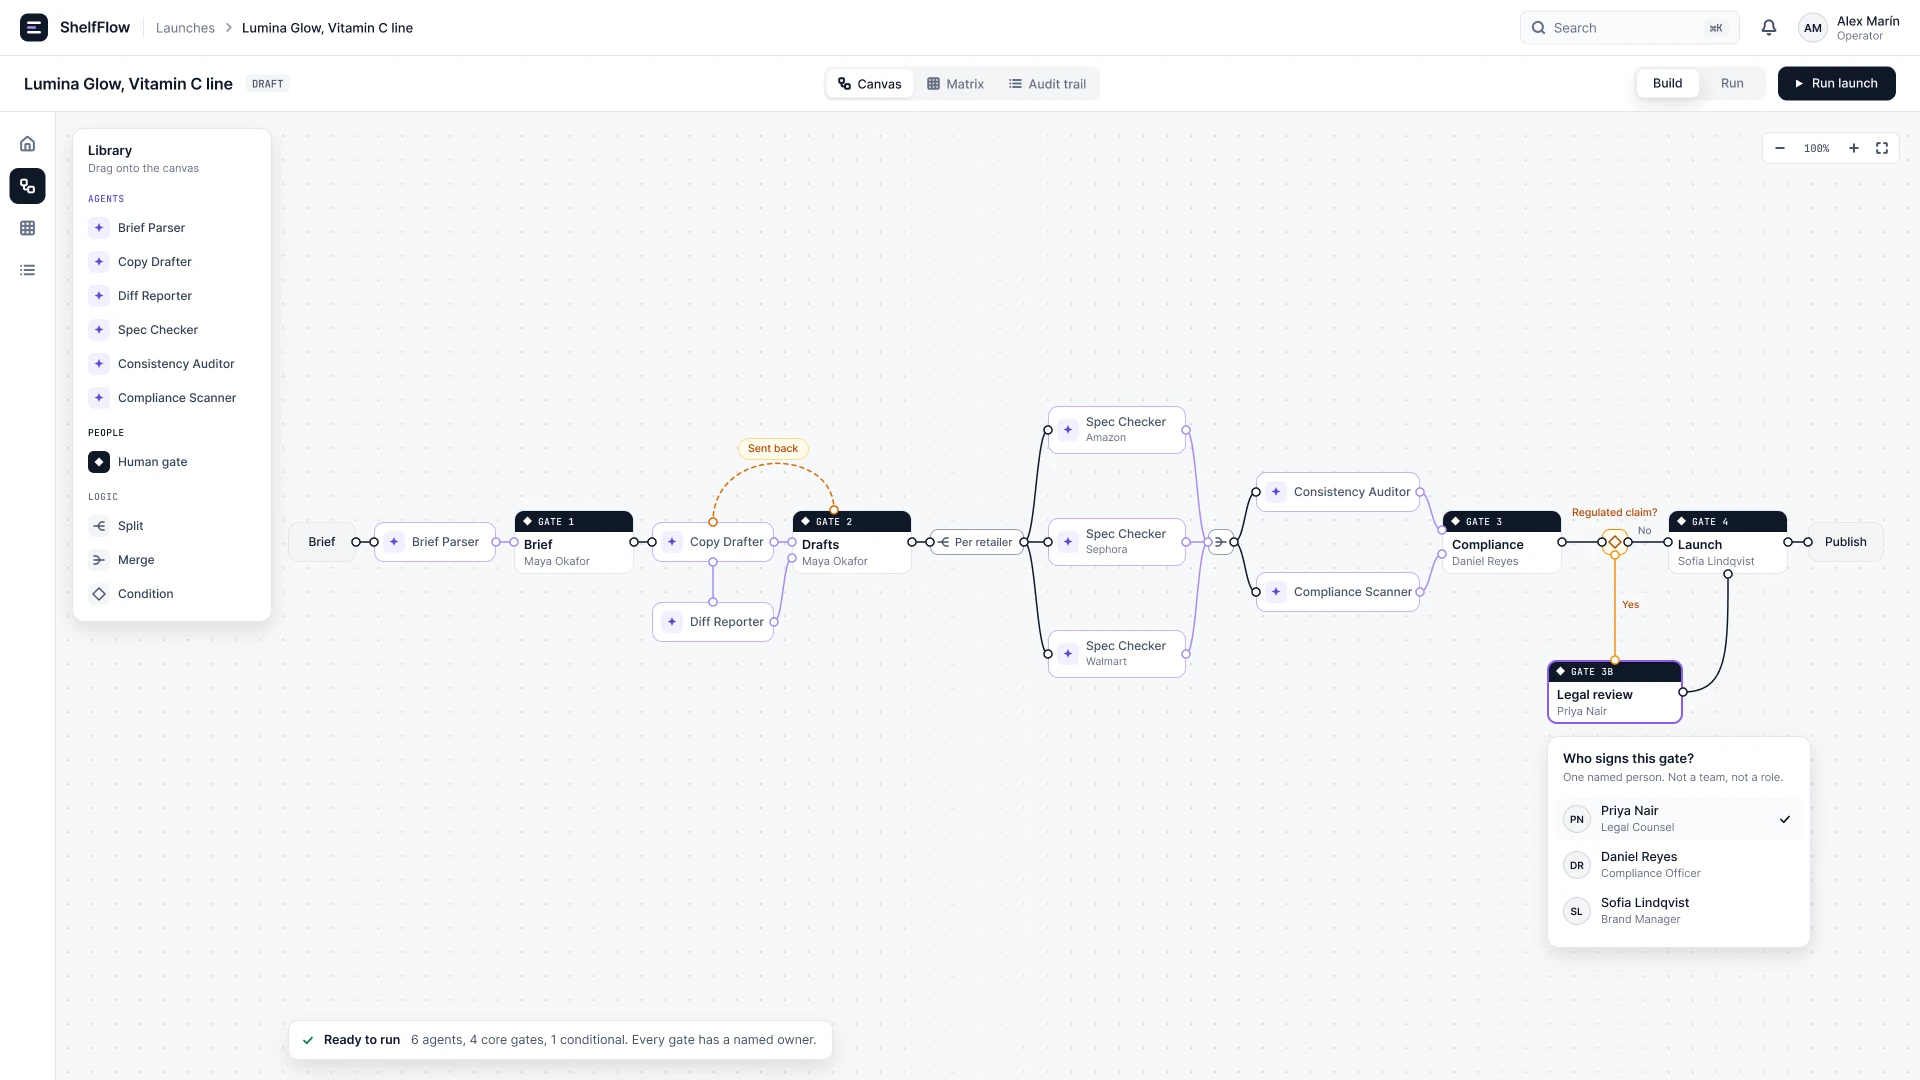 ShelfFlow
Launches
Lumina Glow, Vitamin C line
Search
⌘K
AM
Alex Marín
Operator
Lumina Glow, Vitamin C line
DRAFT
Canvas
Matrix
Audit trail
Build
Run
Run launch
Library
Drag onto the canvas
AGENTS
Brief Parser
Copy Drafter
Diff Reporter
Spec Checker
Consistency Auditor
Compliance Scanner
PEOPLE
Human gate
LOGIC
Split
Merge
Condition
100%
Brief
Brief Parser
GATE 1
Brief
Maya Okafor
Sent back
Copy Drafter
Diff Reporter
GATE 2
Drafts
Maya Okafor
Per retailer
Spec Checker
Amazon
Spec Checker
Sephora
Spec Checker
Walmart
Consistency Auditor
Compliance Scanner
GATE 3
Compliance
Daniel Reyes
Regulated claim?
No
Yes
GATE 4
Launch
Sofia Lindqvist
Publish
GATE 3B
Legal review
Priya Nair
Who signs this gate?
One named person. Not a team, not a role.
PN
Priya Nair
Legal Counsel
DR
Daniel Reyes
Compliance Officer
SL
Sofia Lindqvist
Brand Manager
Ready to run 6 agents, 4 core gates, 1 conditional. Every gate has a named owner.